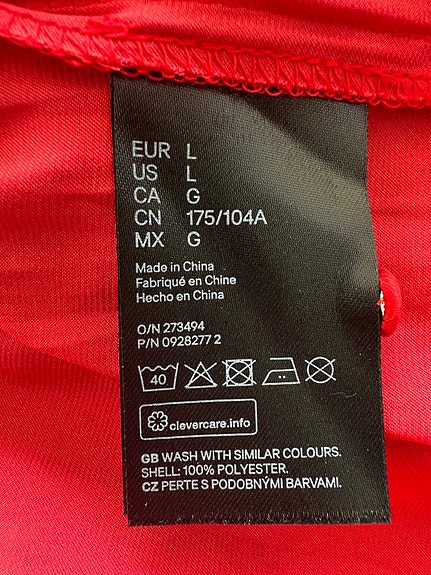 EUR L
US L
CA G
CN 175/104A
MX G
Made in China
Fabriqué en Chine
Hecho en China
O/N 273494
P/N 0928277 2
40
clevercare.info
GB WASH WITH SIMILAR COLOURS.
SHELL: 100% POLYESTER.
CZ PERTE S PODOBNÝMI BARVAMI.